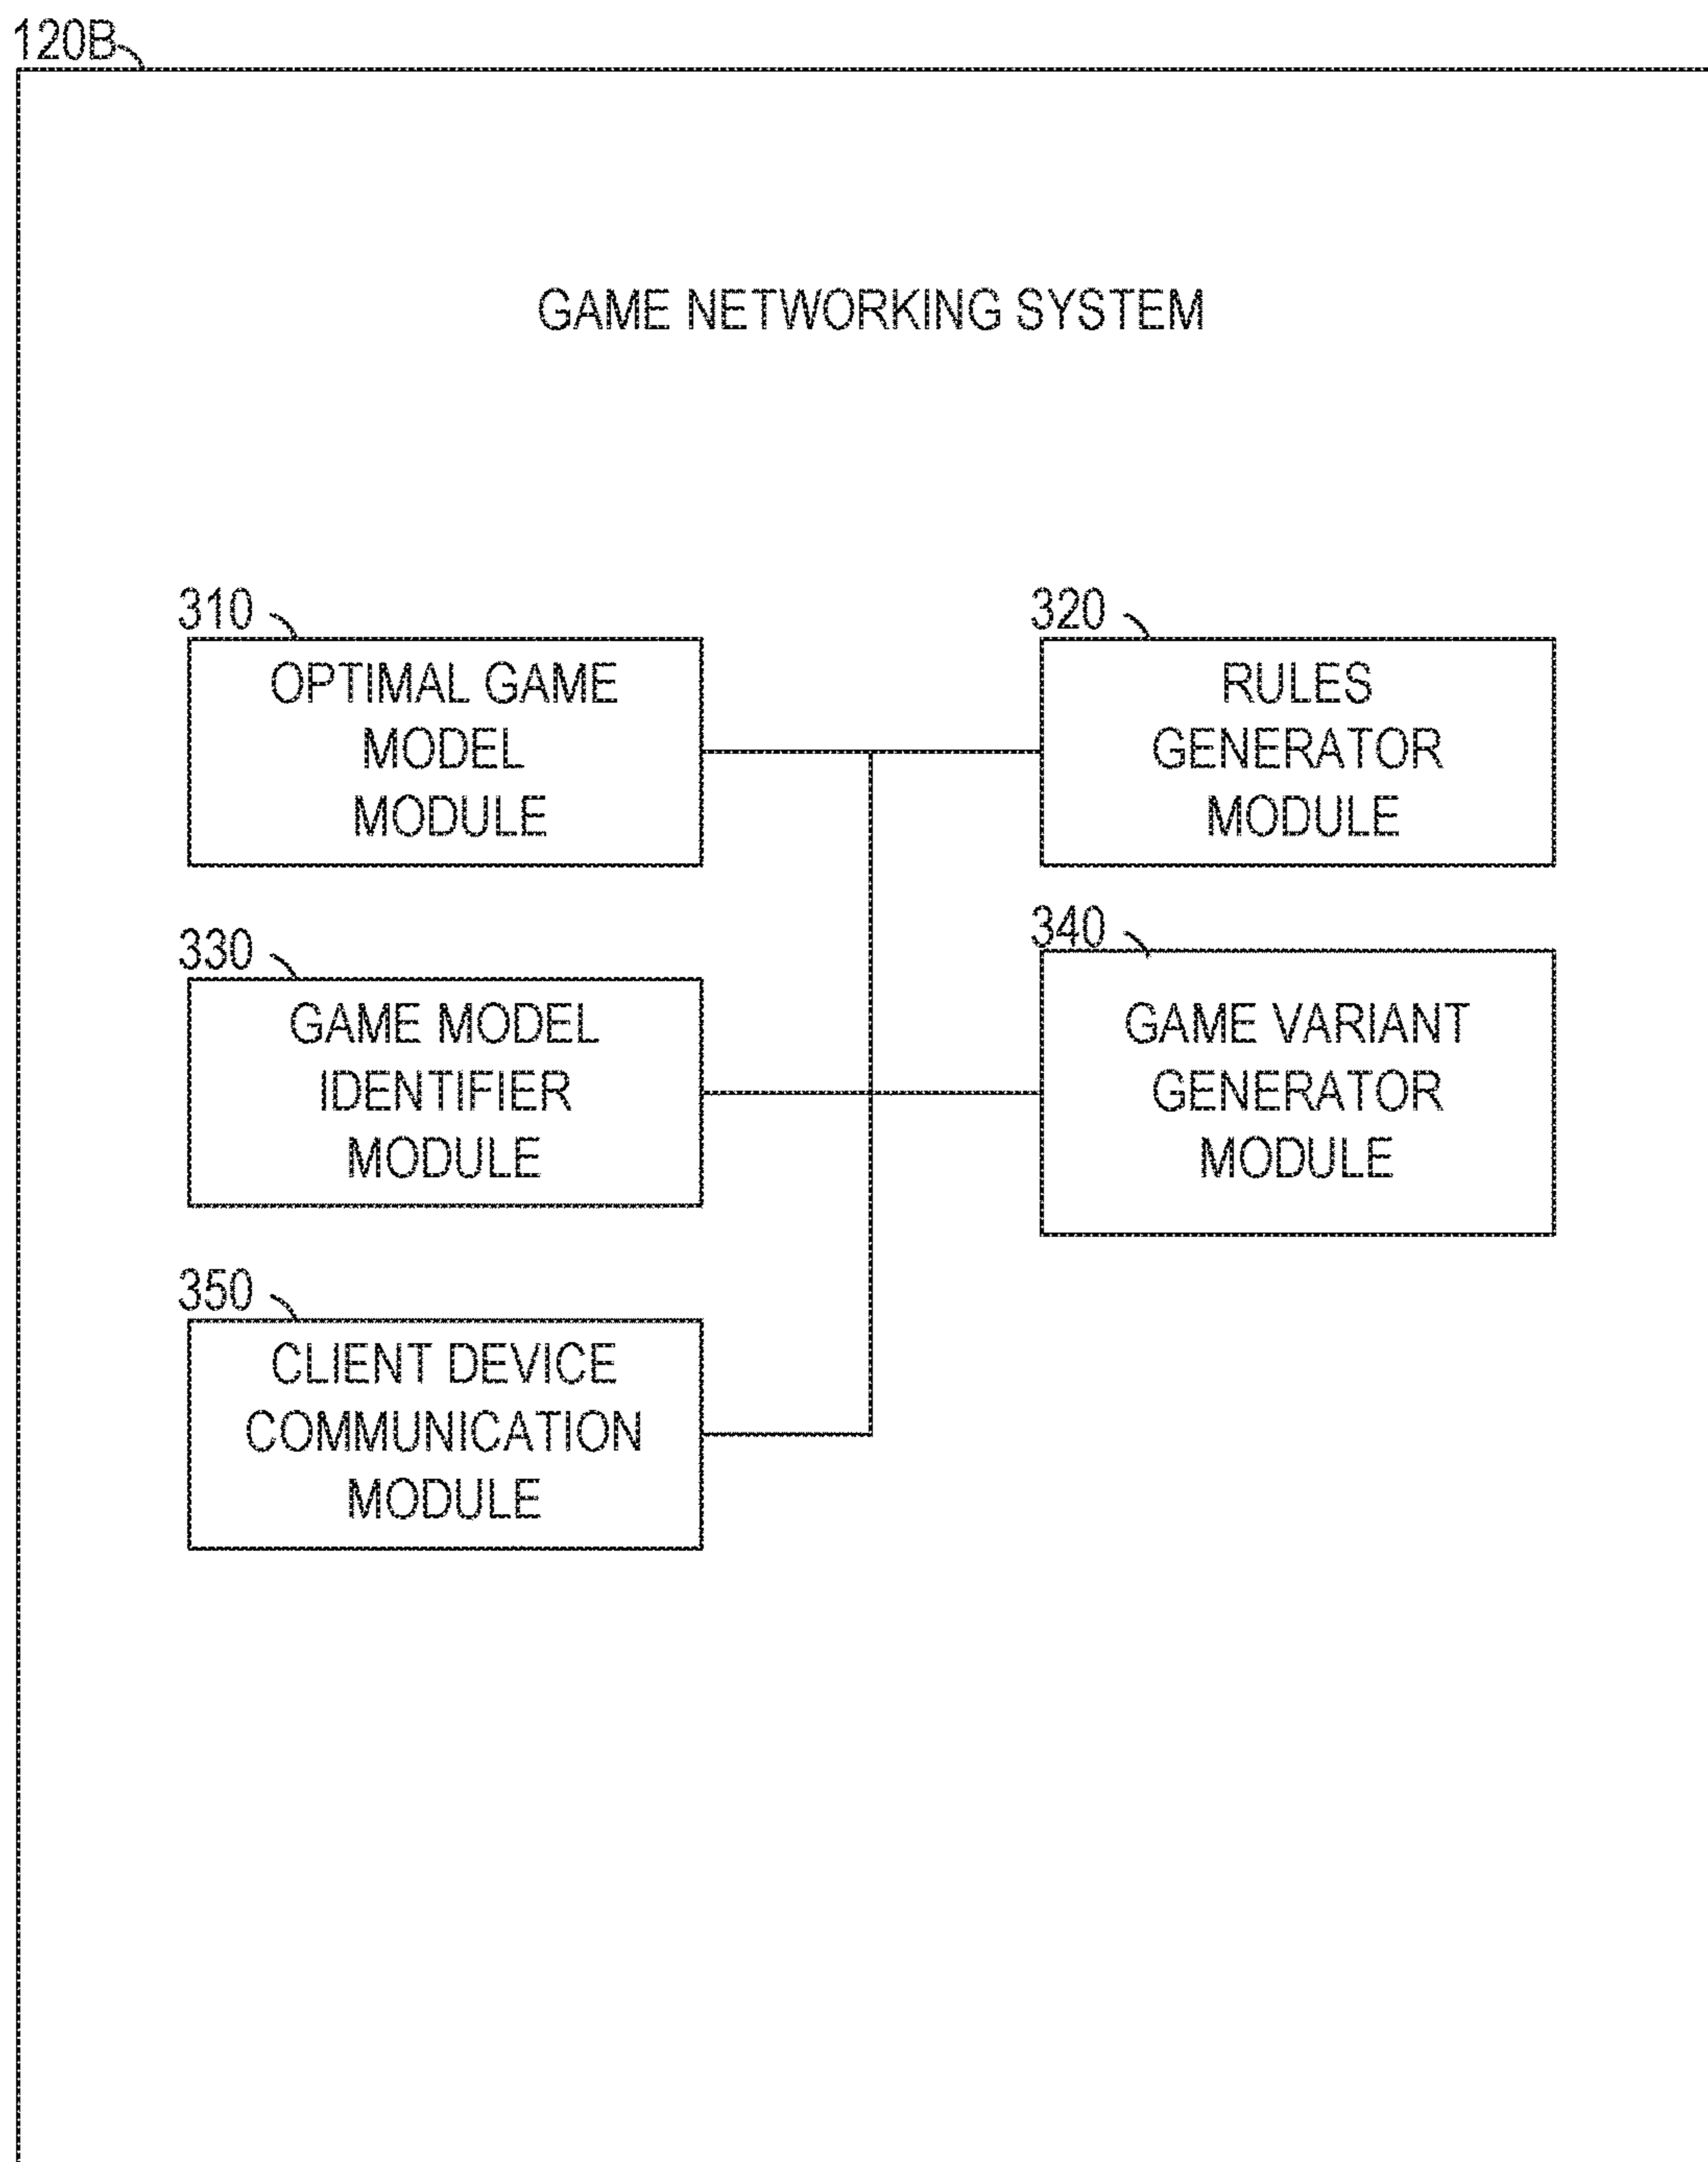 120B
GAME NETWORKING SYSTEM
310
OPTIMAL GAME
MODEL
MODULE
320
RULES
GENERATOR
MODULE
330
GAME MODEL
IDENTIFIER
MODULE
340
GAME VARIANT
GENERATOR
MODULE
350
CLIENT DEVICE
COMMUNICATION
MODULE